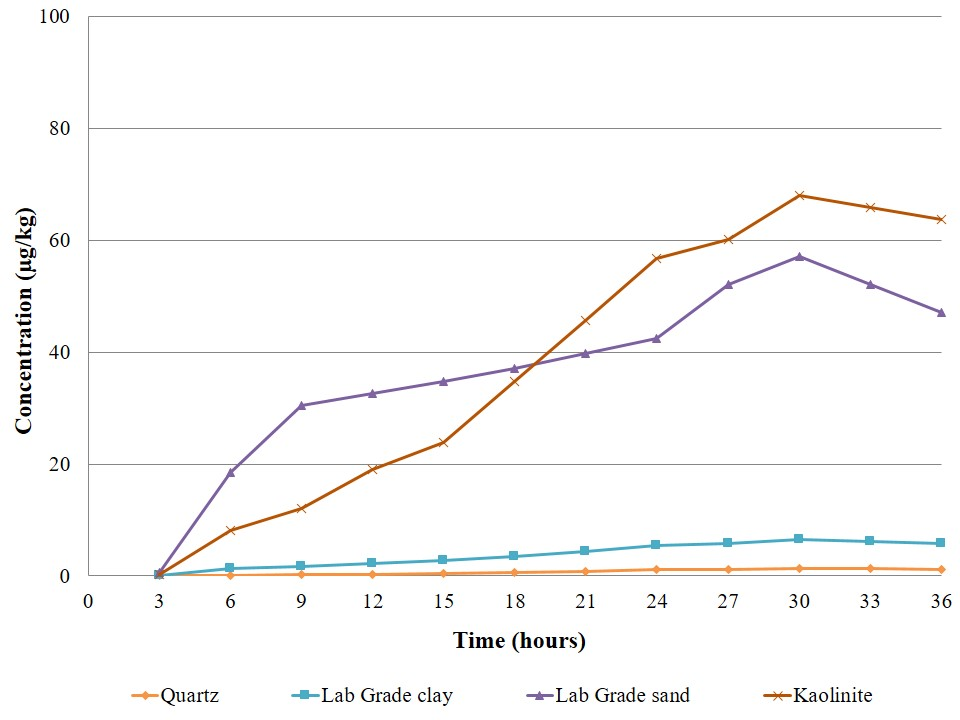 100
80
60
40
20
0
Concentration (µg/kg)
0 3 6 9 12 15 18 21 24 27 30 33 36
Time (hours)
Quartz Lab Grade clay Lab Grade sand Kaolinite